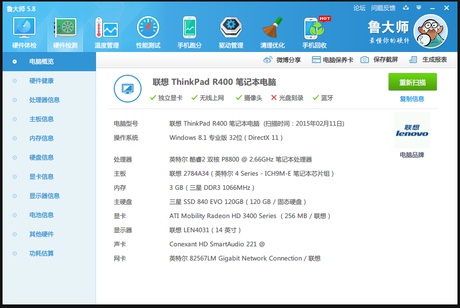 鲁大师 5.8
论坛 问题反馈
硬件体检 硬件检测 温度管理 性能测试 手机跑分 驱动管理 清理优化 手机回收
HOT
鲁大师
最懂你的硬件
电脑概览
微博分享 电脑保养卡 保存截屏 生成报表
硬件健康
处理器信息
主板信息
内存信息
硬盘信息
显卡信息
显示器信息
电池信息
其他硬件
功耗估算
联想 ThinkPad R400 笔记本电脑
独立显卡 无线上网 摄像头 光盘刻录 蓝牙
重新扫描
复制信息
电脑型号 联想 ThinkPad R400 笔记本电脑 (扫描时间：2015年02月11日)
操作系统 Windows 8.1 专业版 32位 (DirectX 11)
联想
lenovo
电脑品牌
处理器 英特尔 酷睿2 双核 P8800 @ 2.66GHz 笔记本处理器
主板 联想 2784A34 (英特尔 4 Series - ICH9M-E 笔记本芯片组)
内存 3 GB (三星 DDR3 1066MHz)
主硬盘 三星 SSD 840 EVO 120GB (120 GB / 固态硬盘)
显卡 ATI Mobility Radeon HD 3400 Series (256 MB / 联想)
显示器 联想 LEN4031 (14 英寸)
声卡 Conexant HD SmartAudio 221 @
网卡 英特尔 82567LM Gigabit Network Connection / 联想